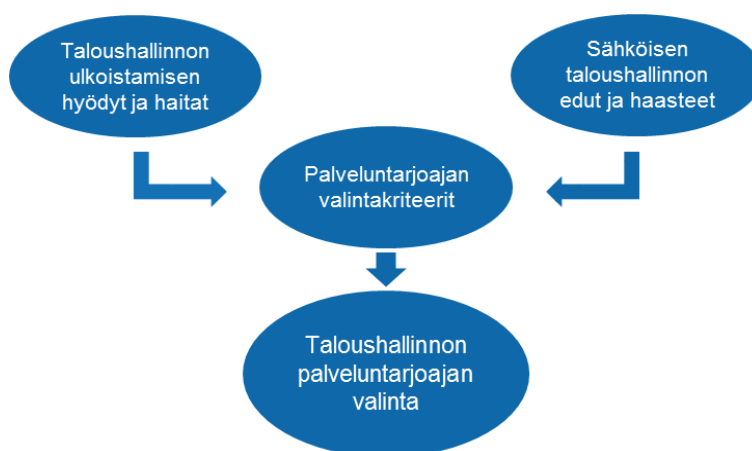 Taloushallinnon
ulkoistamisen
hyödyt ja haitat
Sähköisen
taloushallinnon
edut ja haasteet
Palveluntarjoajan
valintakriteerit
Taloushallinnon
palveluntarjoajan
valinta